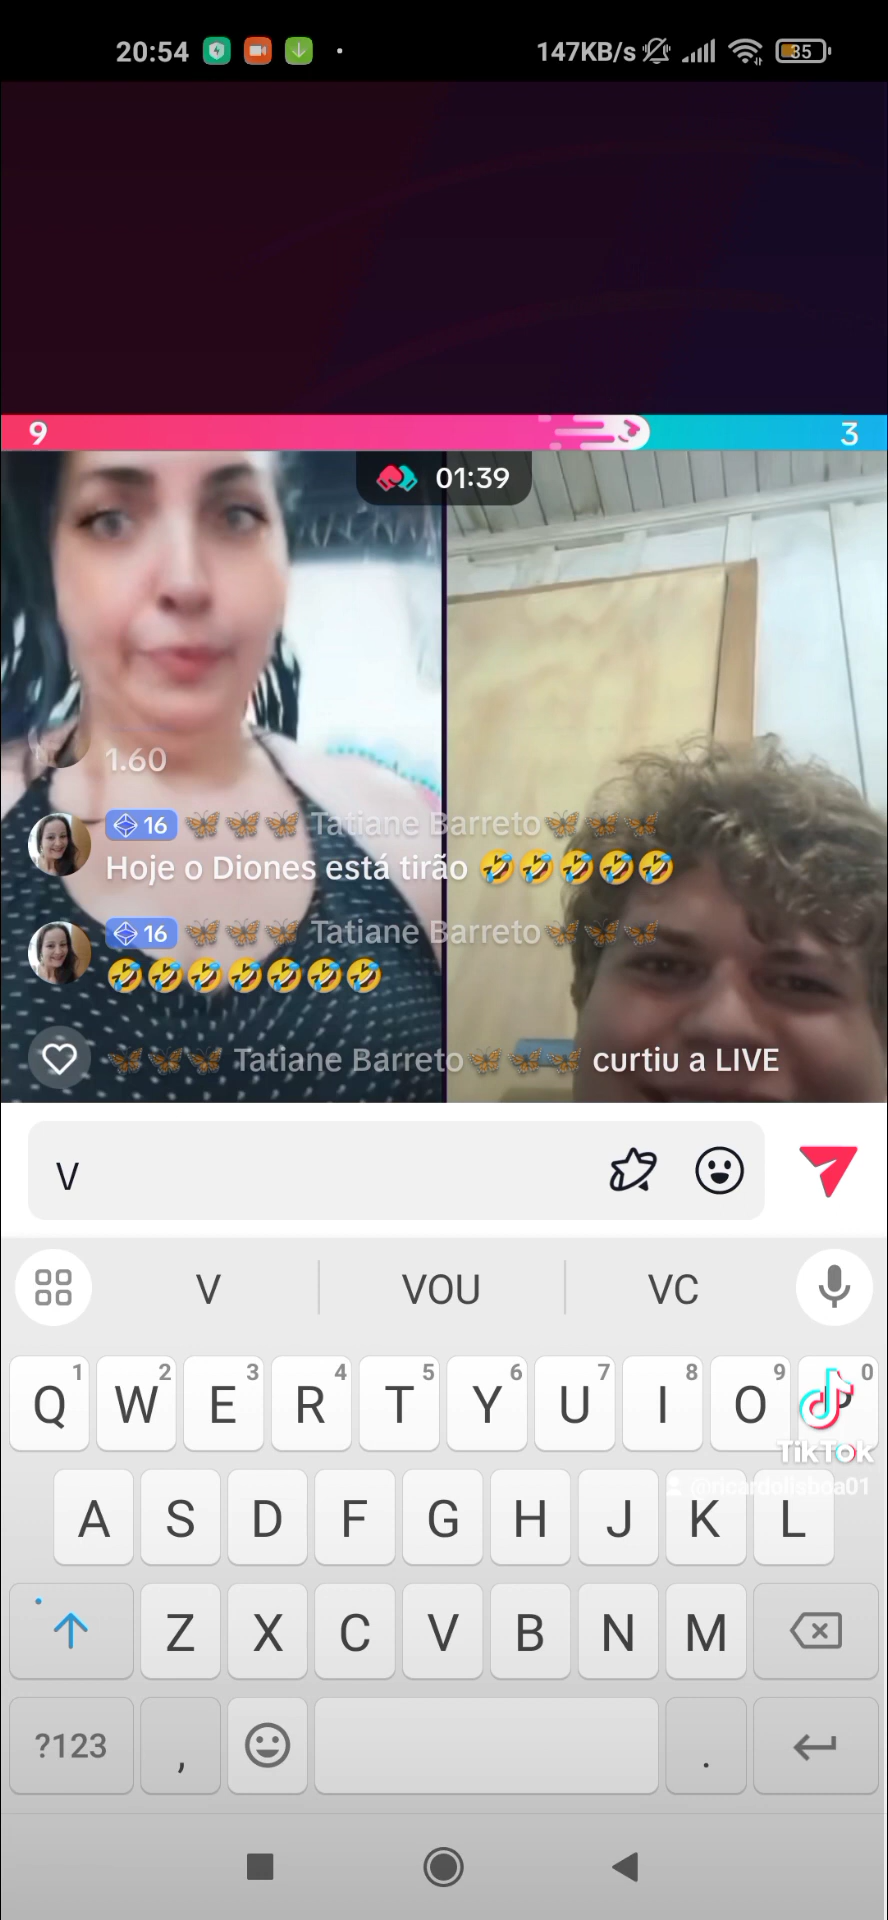 20:54 147KB/s 35
9 3
01:39
1.60
16 Tatiane Barreto
Hoje o Diones está tirão 🤣🤣🤣🤣🤣
16 Tatiane Barreto
🤣🤣🤣🤣🤣🤣🤣
Tatiane Barreto curtiu a LIVE
V
V VOU VC
1 2 3 4 5 6 7 8 9 0
Q W E R T Y U I O P
TikTok
@ricardolisboa01
A S D F G H J K L
Z X C V B N M
?123 , .